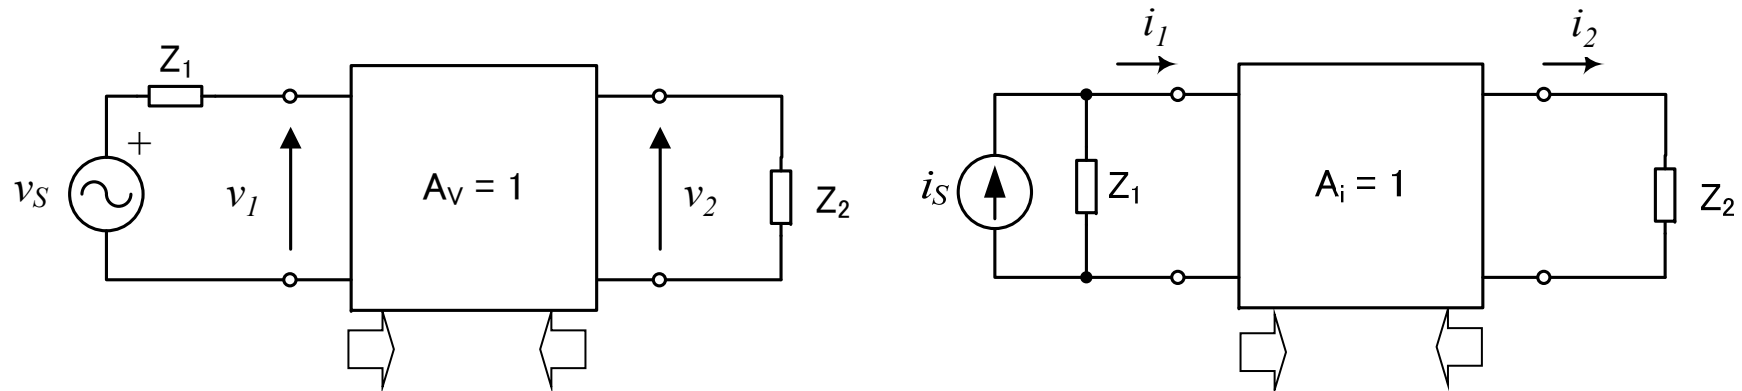 Z₁
+
vS
v₁
AV = 1
v₂
Z₂
i₁
i₂
iS
Z₁
Ai = 1
Z₂